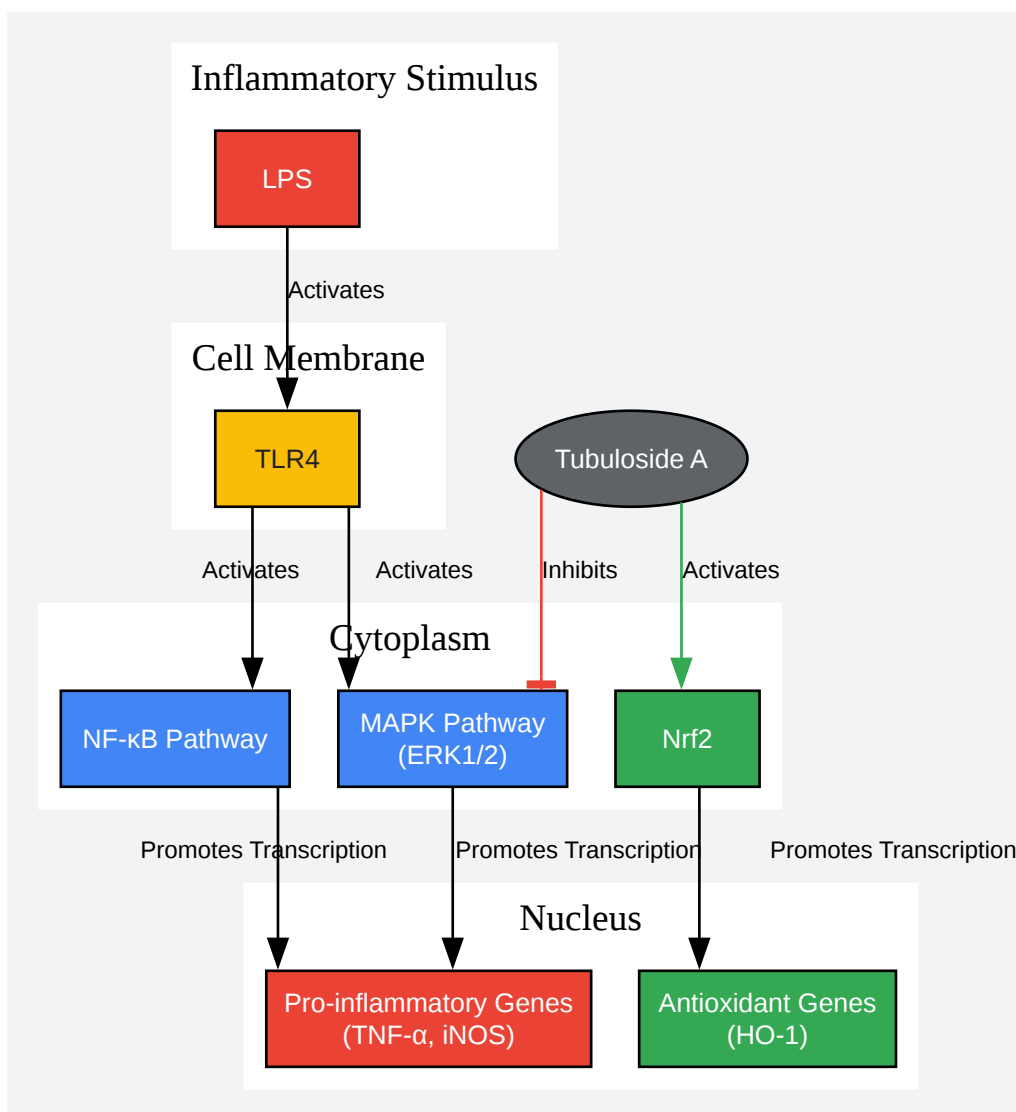 Inflammatory Stimulus
LPS
Activates
Cell Membrane
TLR4
Tubuloside A
Activates
Activates
Inhibits
Activates
Cytoplasm
NF-κB Pathway
MAPK Pathway
(ERK1/2)
Nrf2
Promotes Transcription
Promotes Transcription
Promotes Transcription
Nucleus
Pro-inflammatory Genes
(TNF-α, iNOS)
Antioxidant Genes
(HO-1)